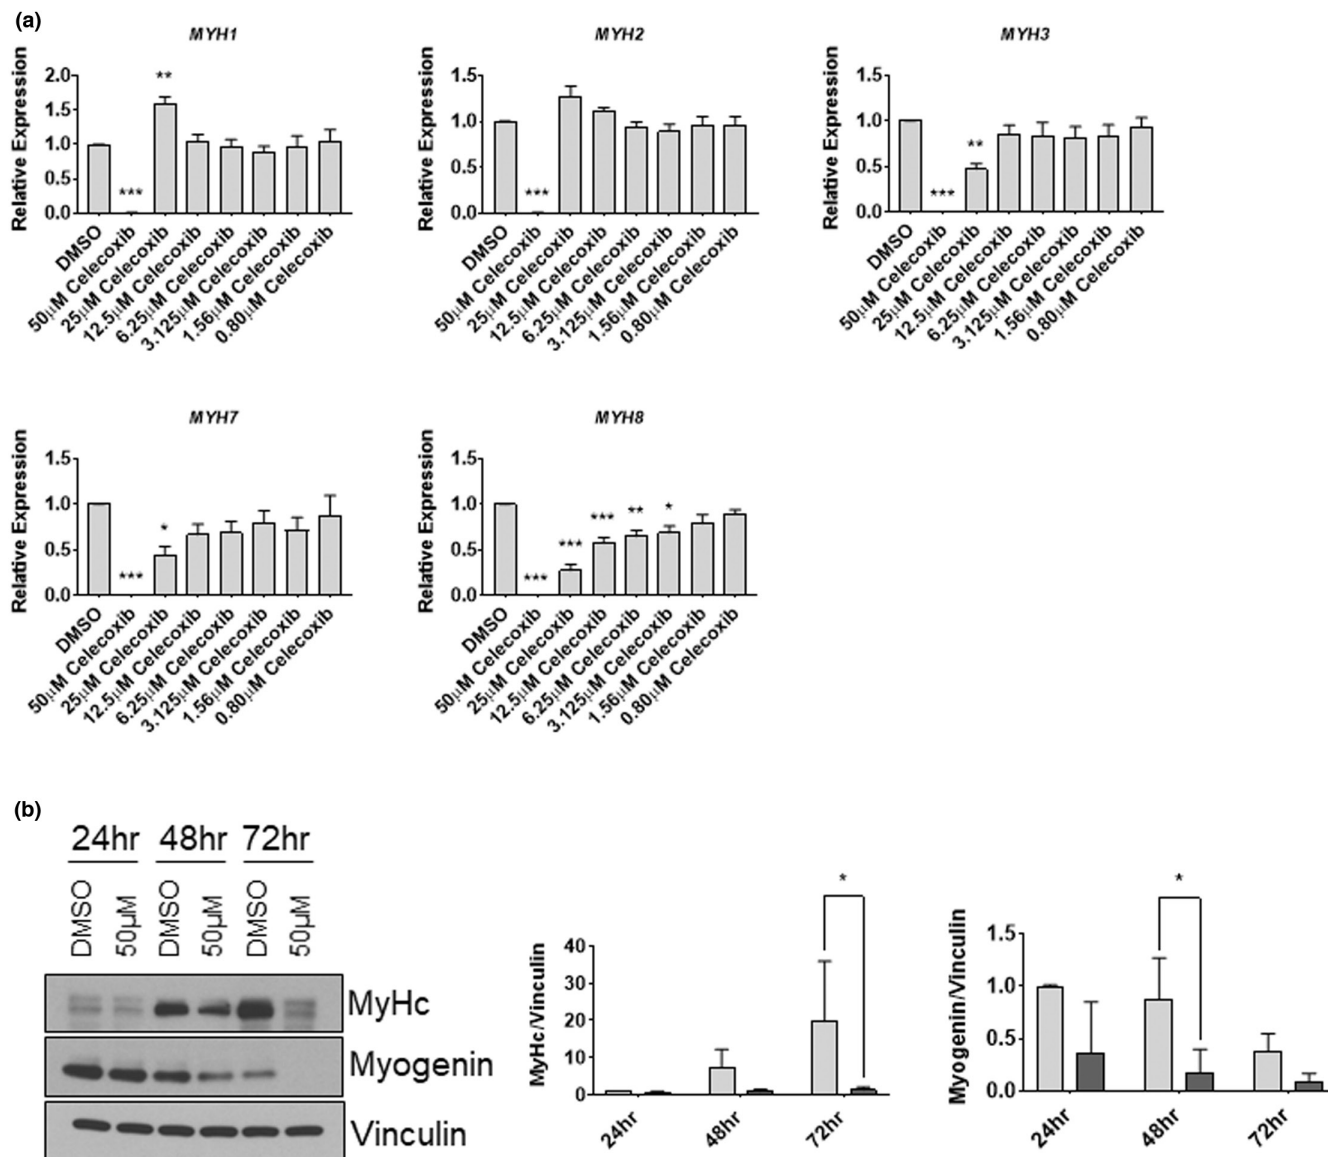 (a)
MYH1
Relative Expression
2.0
1.5
1.0
0.5
0.0
**
***
DMSO
50μM Celecoxib
25μM Celecoxib
12.5μM Celecoxib
6.25μM Celecoxib
3.125μM Celecoxib
1.56μM Celecoxib
0.80μM Celecoxib
MYH2
Relative Expression
1.5
1.0
0.5
0.0
***
DMSO
50μM Celecoxib
25μM Celecoxib
12.5μM Celecoxib
6.25μM Celecoxib
3.125μM Celecoxib
1.56μM Celecoxib
0.80μM Celecoxib
MYH3
Relative Expression
1.5
1.0
0.5
0.0
***
**
DMSO
50μM Celecoxib
25μM Celecoxib
12.5μM Celecoxib
6.25μM Celecoxib
3.125μM Celecoxib
1.56μM Celecoxib
0.80μM Celecoxib
MYH7
Relative Expression
1.5
1.0
0.5
0.0
***
*
DMSO
50μM Celecoxib
25μM Celecoxib
12.5μM Celecoxib
6.25μM Celecoxib
3.125μM Celecoxib
1.56μM Celecoxib
0.80μM Celecoxib
MYH8
Relative Expression
1.5
1.0
0.5
0.0
***
***
***
**
*
DMSO
50μM Celecoxib
25μM Celecoxib
12.5μM Celecoxib
6.25μM Celecoxib
3.125μM Celecoxib
1.56μM Celecoxib
0.80μM Celecoxib
(b)
24hr 48hr 72hr
DMSO
50μM
DMSO
50μM
DMSO
50μM
MyHc
Myogenin
Vinculin
MyHc/Vinculin
40
30
20
10
0
*
24hr
48hr
72hr
Myogenin/Vinculin
1.5
1.0
0.5
0.0
*
24hr
48hr
72hr